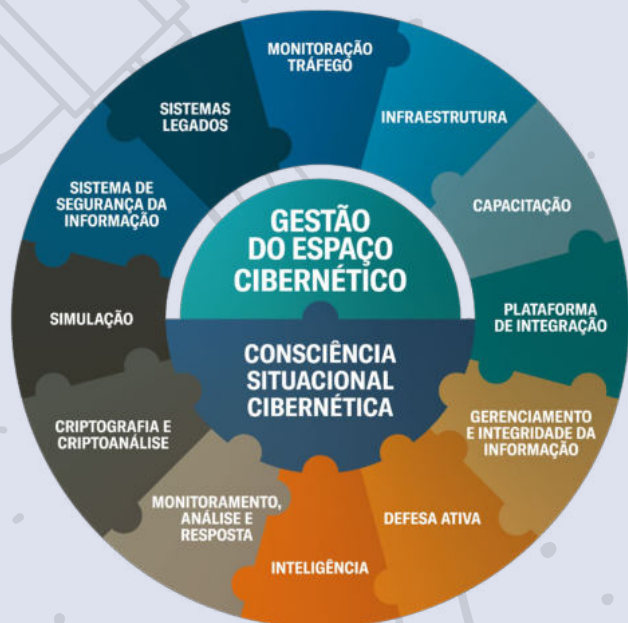 MONITORAÇÃO
TRÁFEGO
INFRAESTRUTURA
CAPACITAÇÃO
PLATAFORMA
DE INTEGRAÇÃO
GERENCIAMENTO
E INTEGRIDADE DA
INFORMAÇÃO
DEFESA ATIVA
INTELIGÊNCIA
MONITORAMENTO,
ANÁLISE E
RESPOSTA
CRIPTOGRAFIA E
CRIPTOANÁLISE
SIMULAÇÃO
SISTEMA DE
SEGURANÇA DA
INFORMAÇÃO
SISTEMAS
LEGADOS
GESTÃO
DO ESPAÇO
CIBERNÉTICO
CONSCIÊNCIA
SITUACIONAL
CIBERNÉTICA